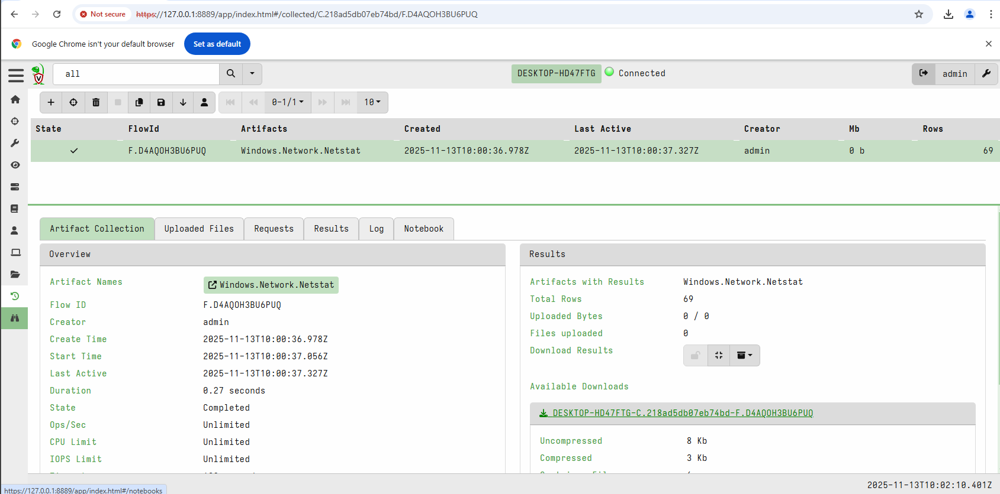 Not secure https://127.0.0.1:8889/app/index.html#/collected/C.218ad5db07eb74bd/F.D4AQOH3BU6PUQ
Google Chrome isn't your default browser Set as default
all DESKTOP-HD47FTG Connected admin
0-1/1 10
State FlowId Artifacts Created Last Active Creator Mb Rows
F.D4AQOH3BU6PUQ Windows.Network.Netstat 2025-11-13T10:00:36.978Z 2025-11-13T10:00:37.327Z admin 0 b 69
Artifact Collection Uploaded Files Requests Results Log Notebook
Overview
Artifact Names Windows.Network.Netstat
Flow ID F.D4AQOH3BU6PUQ
Creator admin
Create Time 2025-11-13T10:00:36.978Z
Start Time 2025-11-13T10:00:37.056Z
Last Active 2025-11-13T10:00:37.327Z
Duration 0.27 seconds
State Completed
Ops/Sec Unlimited
CPU Limit Unlimited
IOPS Limit Unlimited
Results
Artifacts with Results Windows.Network.Netstat
Total Rows 69
Uploaded Bytes 0 / 0
Files uploaded 0
Download Results
Available Downloads
DESKTOP-HD47FTG-C.218ad5db07eb74bd-F.D4AQOH3BU6PUQ
Uncompressed 8 Kb
Compressed 3 Kb
https://127.0.0.1:8889/app/index.html#/notebooks
2025-11-13T10:02:10.401Z